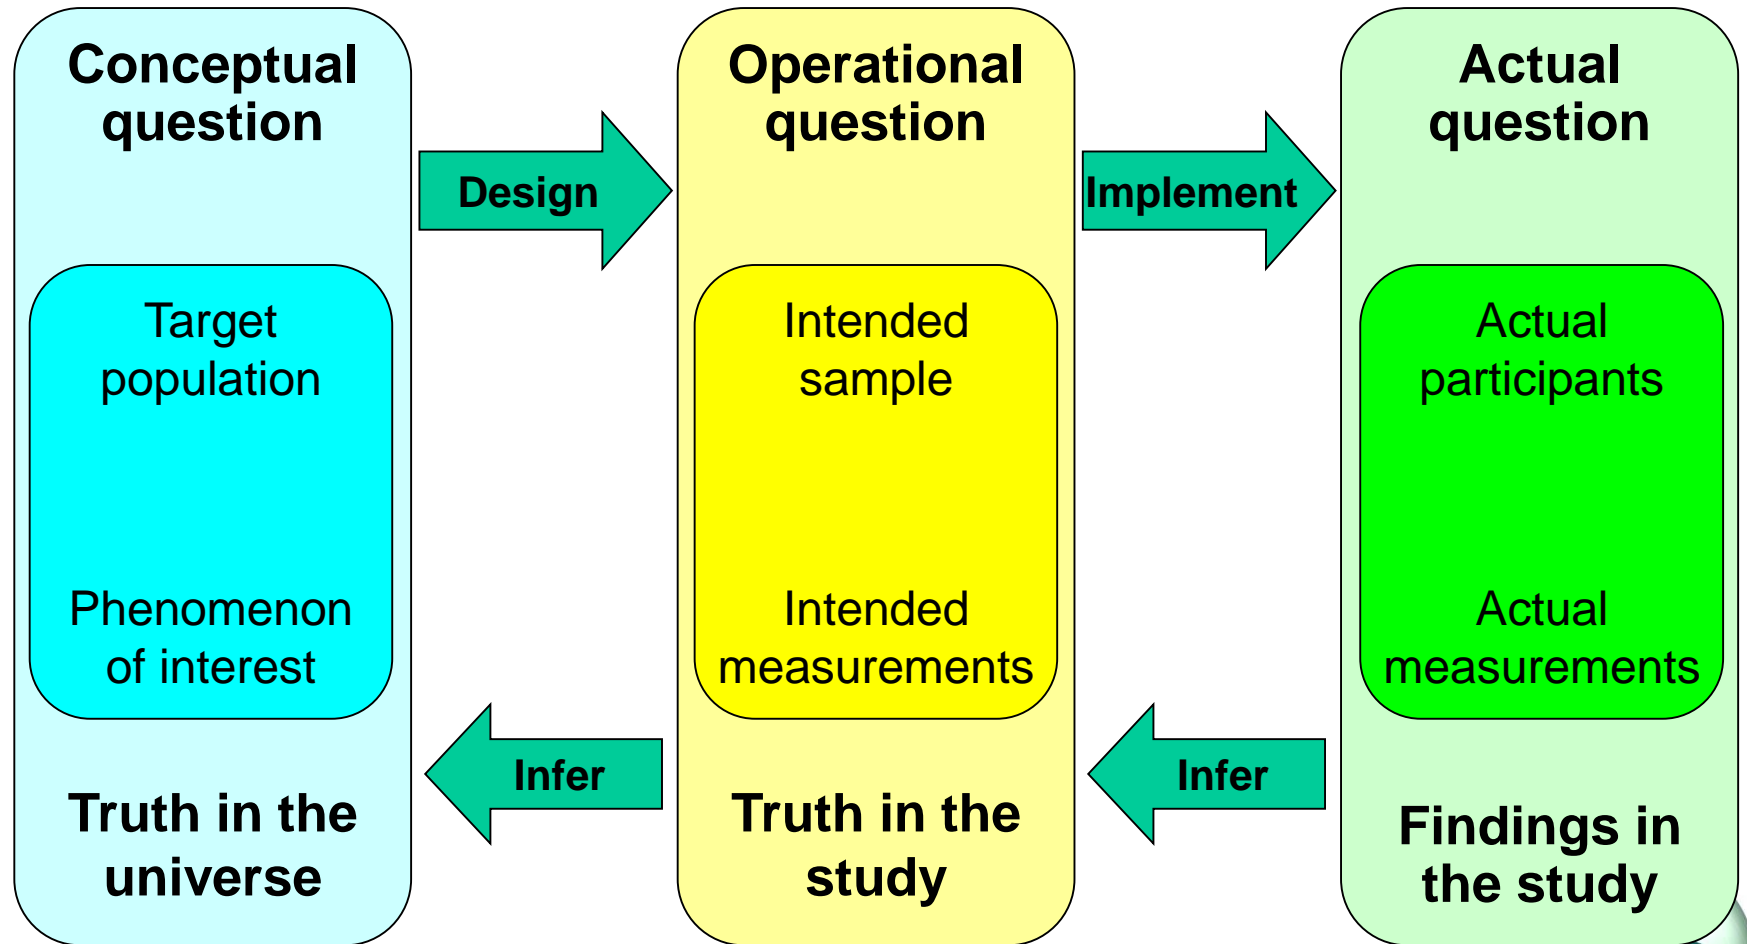 Conceptual
question
Target
population
Phenomenon
of interest
Truth in the
universe
Design
Infer
Operational
question
Intended
sample
Intended
measurements
Truth in the
study
Implement
Infer
Actual
question
Actual
participants
Actual
measurements
Findings in
the study